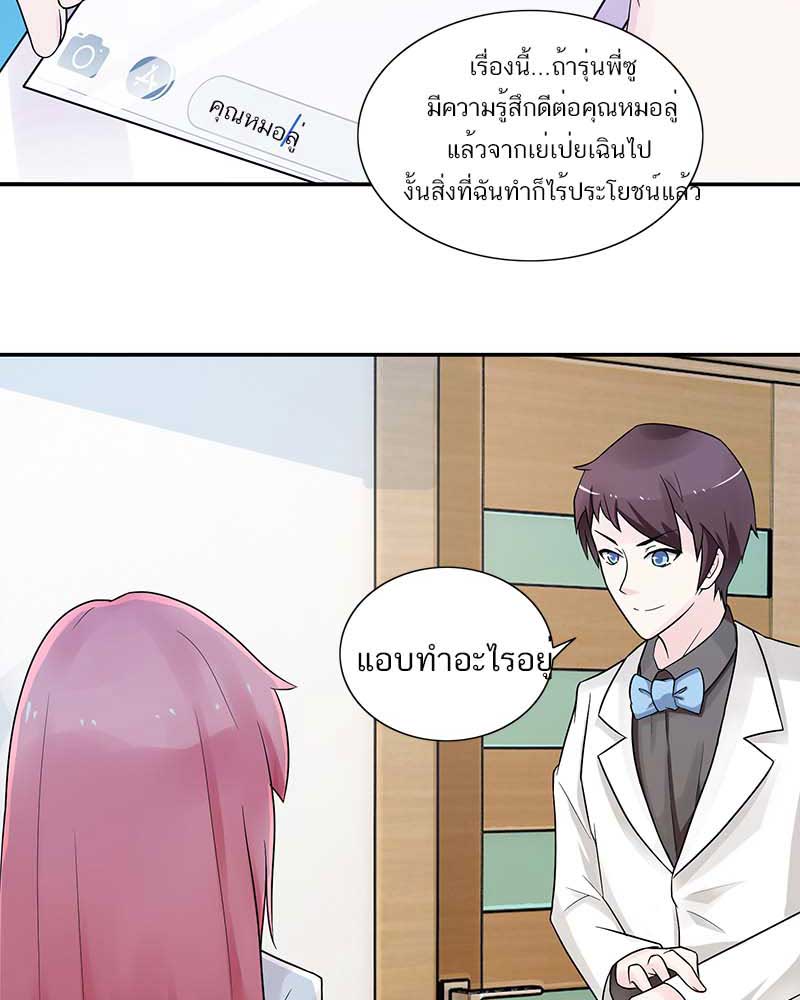 เรื่องนี้...ถ้ารุ่นพี่ซู
มีความรู้สึกดีต่อคุณหมอลู่
แล้วจากเย่เปยเฉินไป
งั้นสิ่งที่ฉันทำก็ไร้ประโยชน์แล้ว
คุณหมอลู่
แอบทำอะไรอยู่